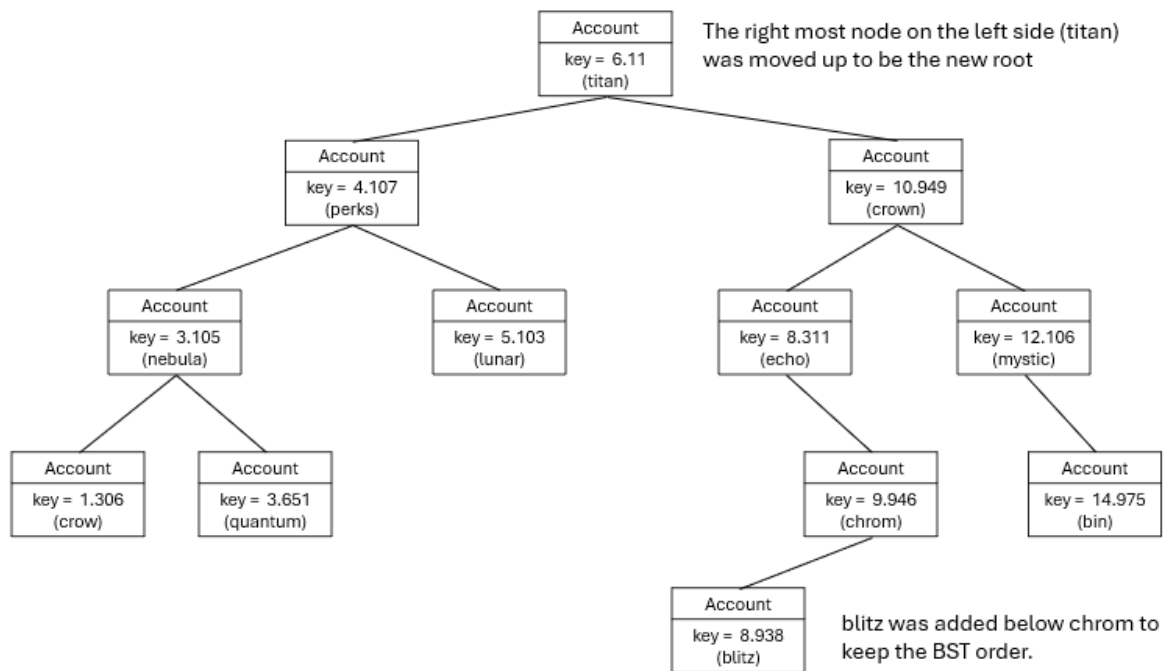 Account
key = 6.11
(titan)
The right most node on the left side (titan)
was moved up to be the new root
Account
key = 4.107
(perks)
Account
key = 10.949
(crown)
Account
key = 3.105
(nebula)
Account
key = 5.103
(lunar)
Account
key = 8.311
(echo)
Account
key = 12.106
(mystic)
Account
key = 1.306
(crow)
Account
key = 3.651
(quantum)
Account
key = 9.946
(chrom)
Account
key = 14.975
(bin)
Account
key = 8.938
(blitz)
blitz was added below chrom to
keep the BST order.